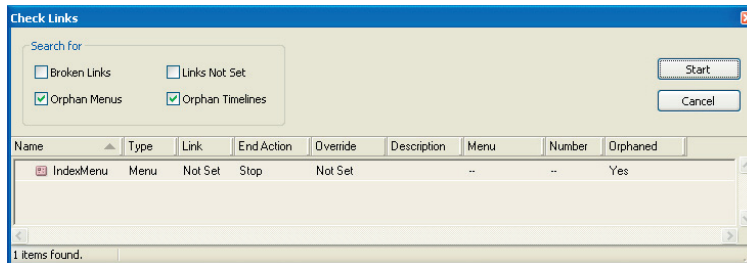 Check Links
Search for
Broken Links Links Not Set Start
Orphan Menus Orphan Timelines Cancel
Name Type Link End Action Override Description Menu Number Orphaned
IndexMenu Menu Not Set Stop Not Set -- -- Yes
1 items found.